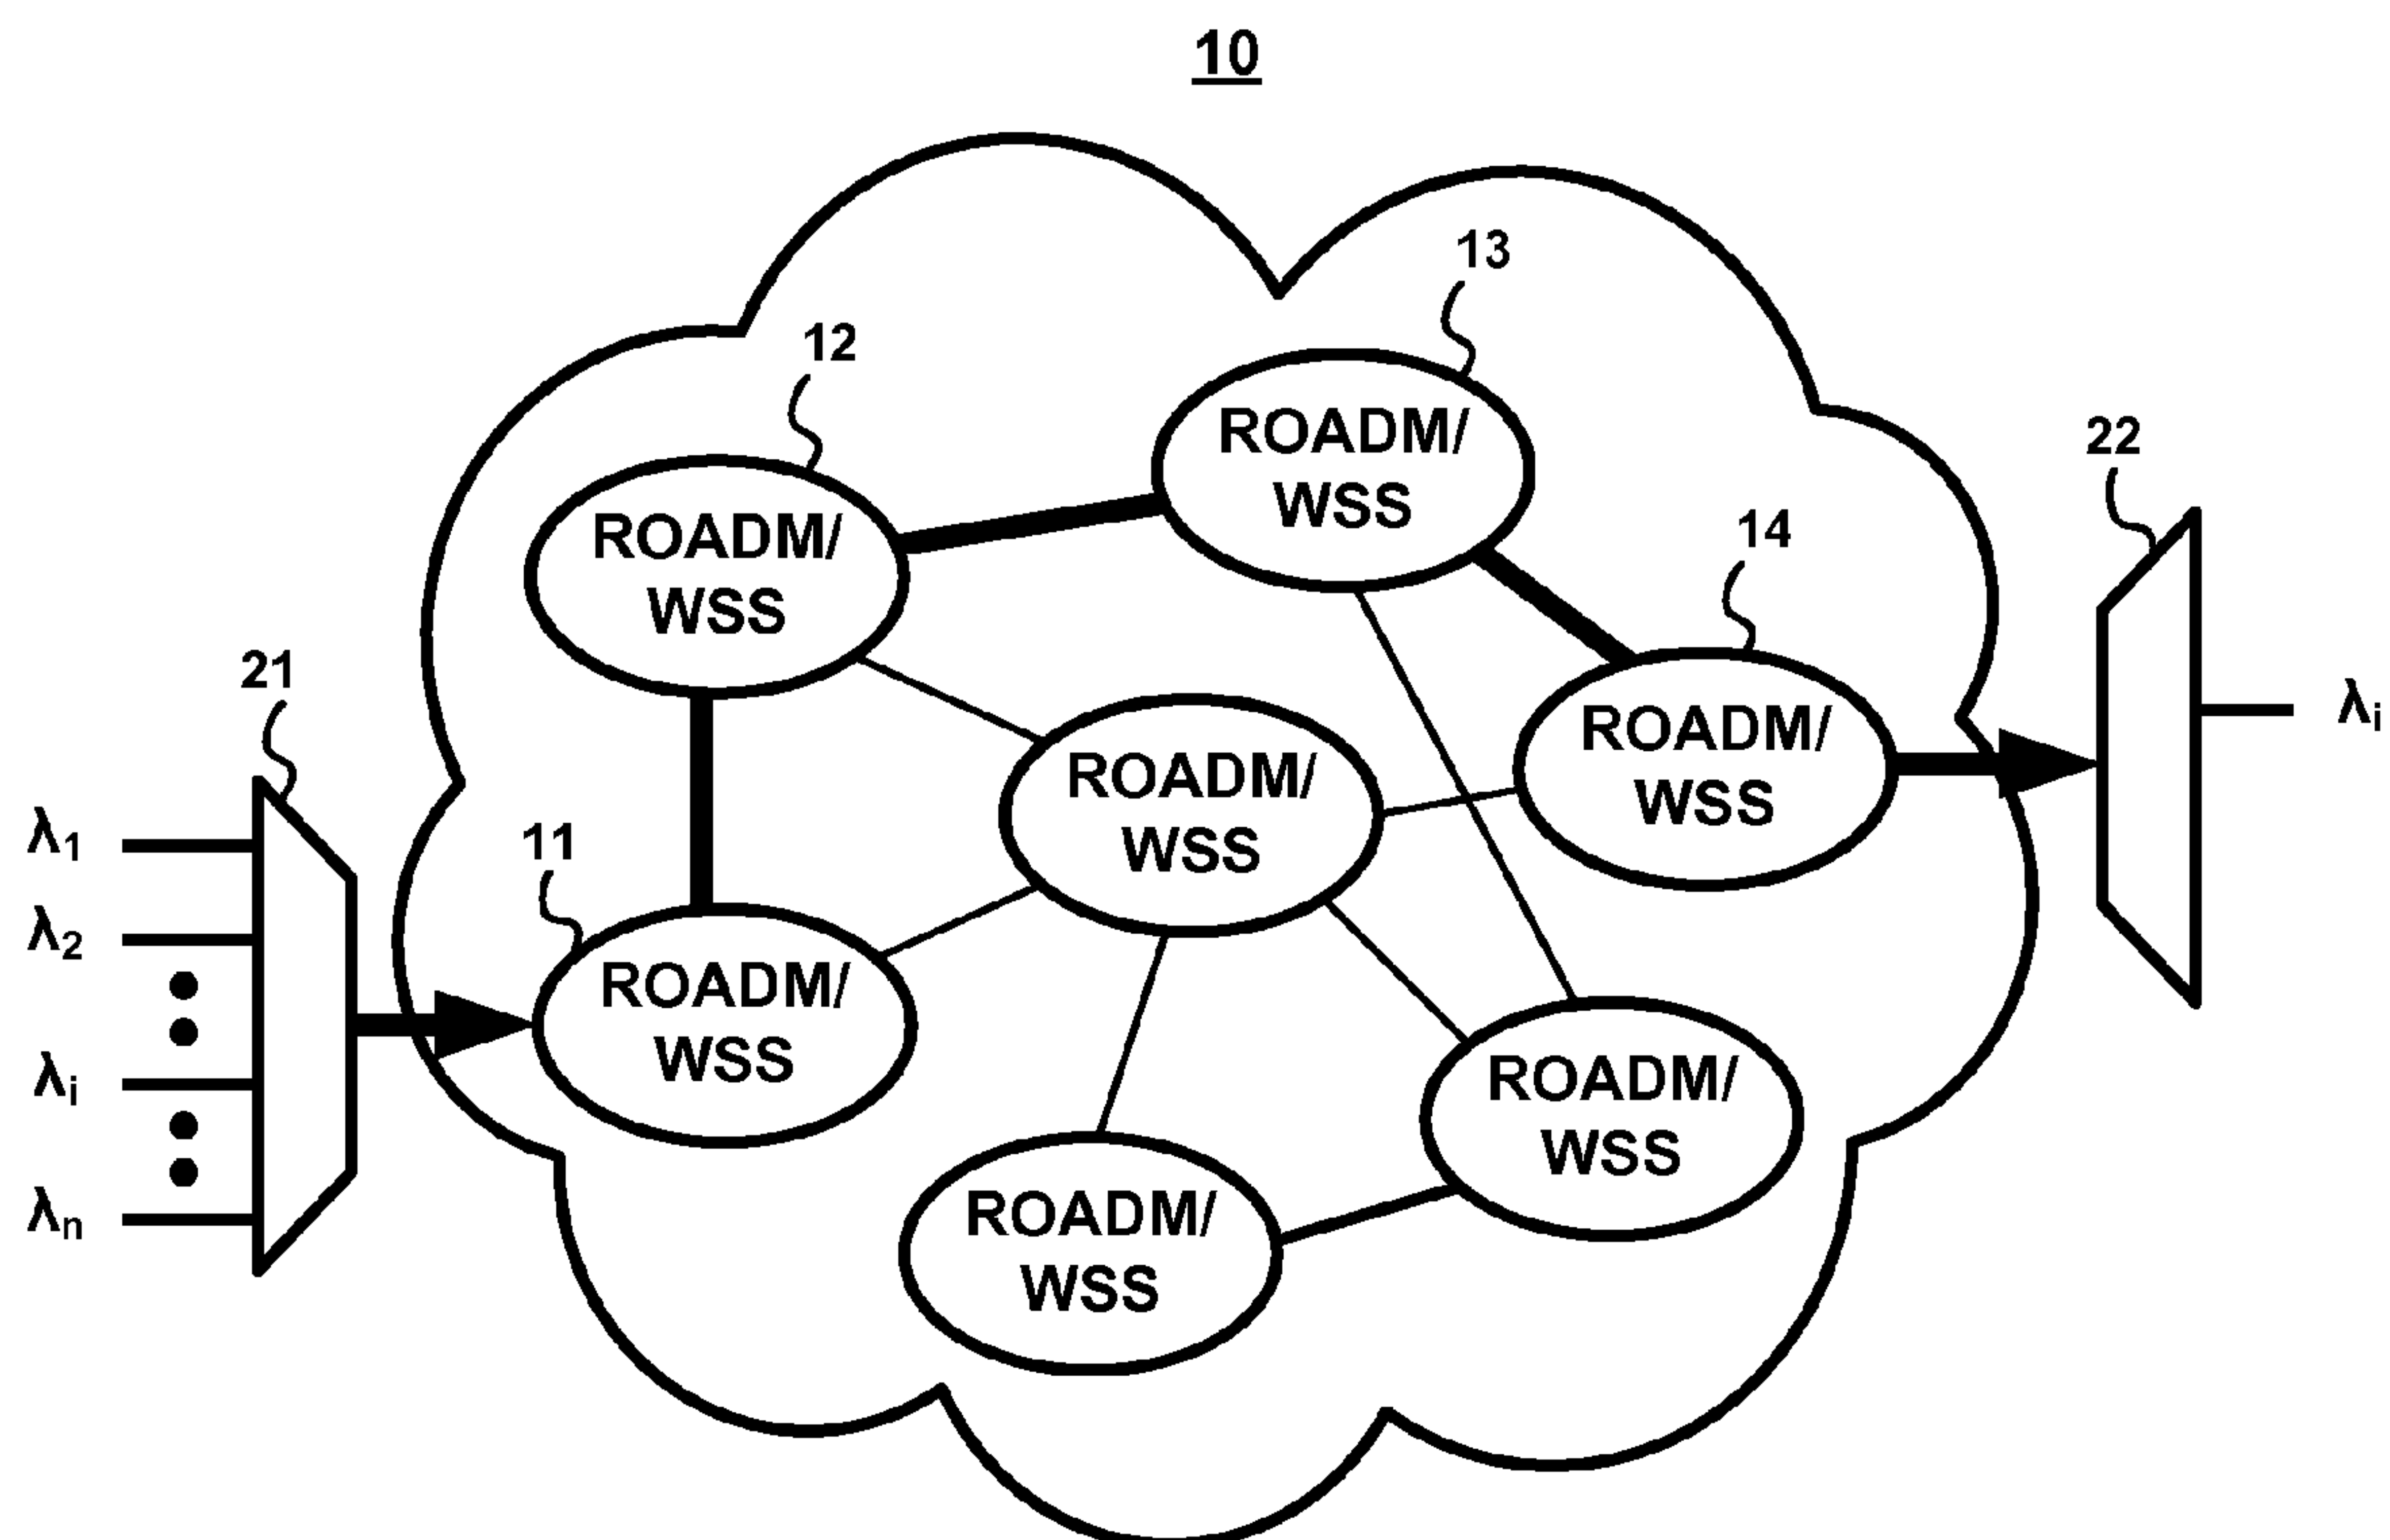 10
13
12
ROADM/
WSS
22
14
ROADM/
WSS
21
ROADM/
WSS
λi
ROADM/
WSS
λ1
11
λ2
ROADM/
WSS
λi
ROADM/
WSS
λn
ROADM/
WSS